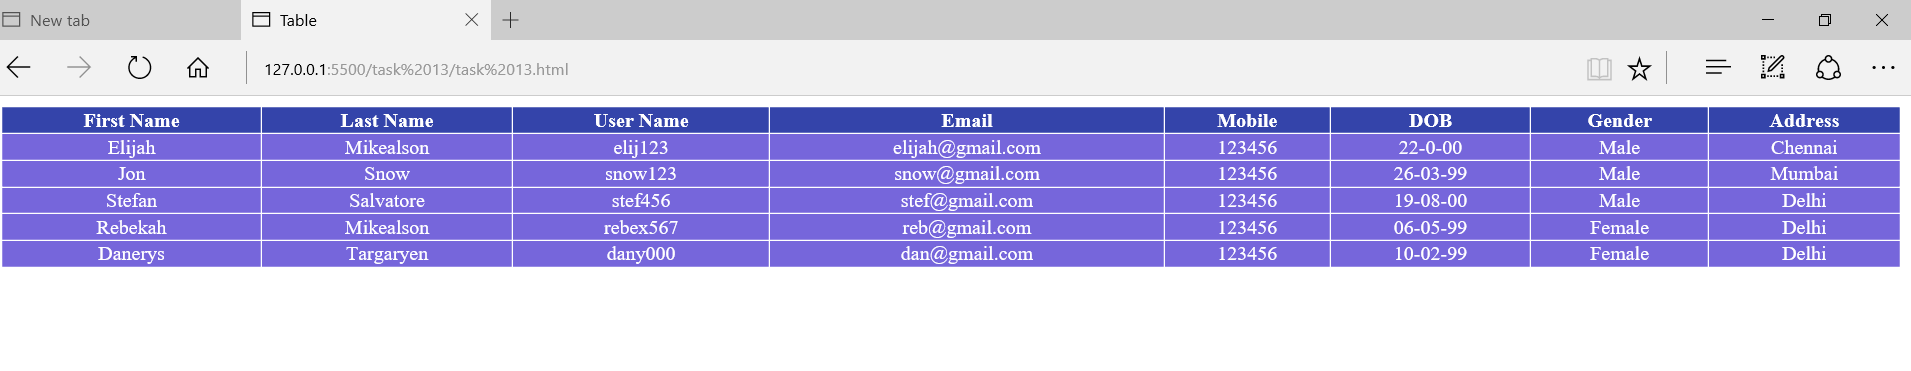 New tab Table
127.0.0.1:5500/task%2013/task%2013.html
First Name Last Name User Name Email Mobile DOB Gender Address
Elijah Mikealson elij123 elijah@gmail.com 123456 22-0-00 Male Chennai
Jon Snow snow123 snow@gmail.com 123456 26-03-99 Male Mumbai
Stefan Salvatore stef456 stef@gmail.com 123456 19-08-00 Male Delhi
Rebekah Mikealson rebex567 reb@gmail.com 123456 06-05-99 Female Delhi
Danerys Targaryen dany000 dan@gmail.com 123456 10-02-99 Female Delhi